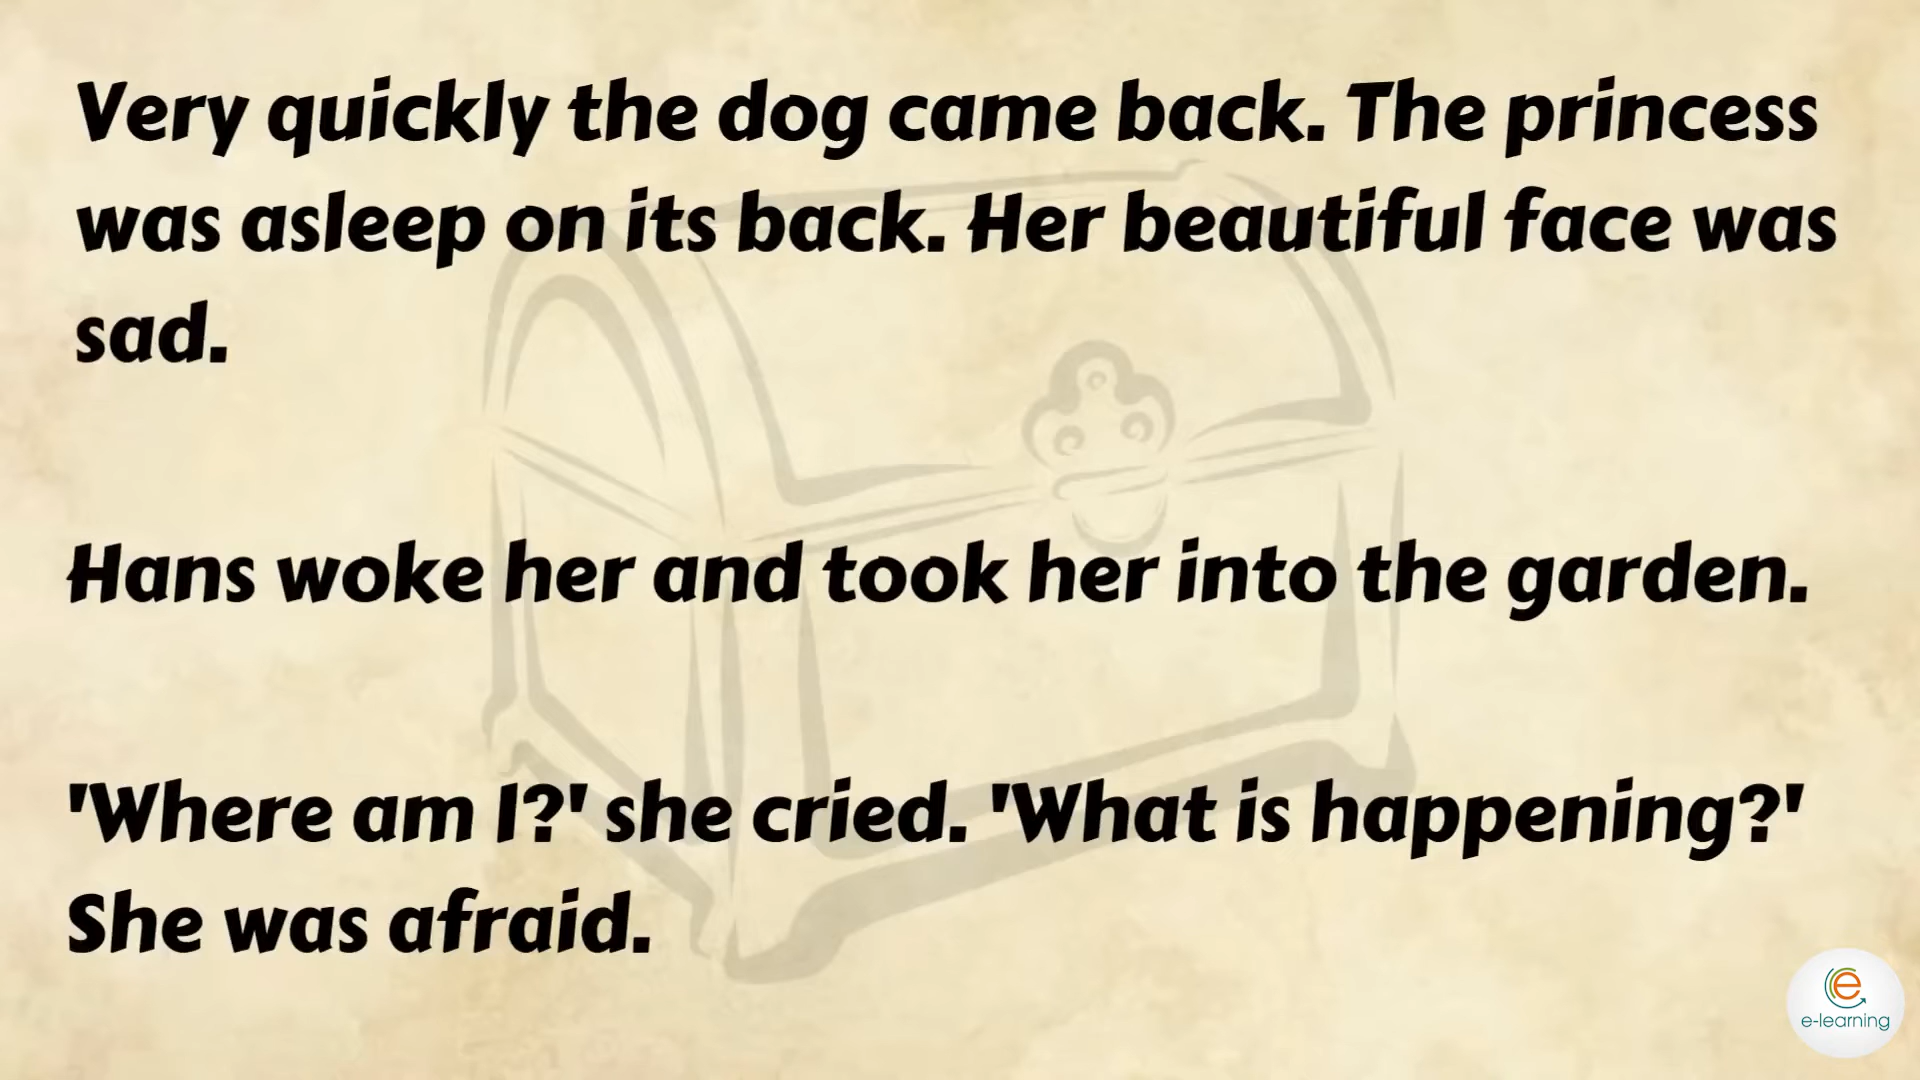 Very quickly the dog came back. The princess
was asleep on its back. Her beautiful face was
sad.
Hans woke her and took her into the garden.
'Where am I?' she cried. 'What is happening?'
She was afraid.
e
e-learning